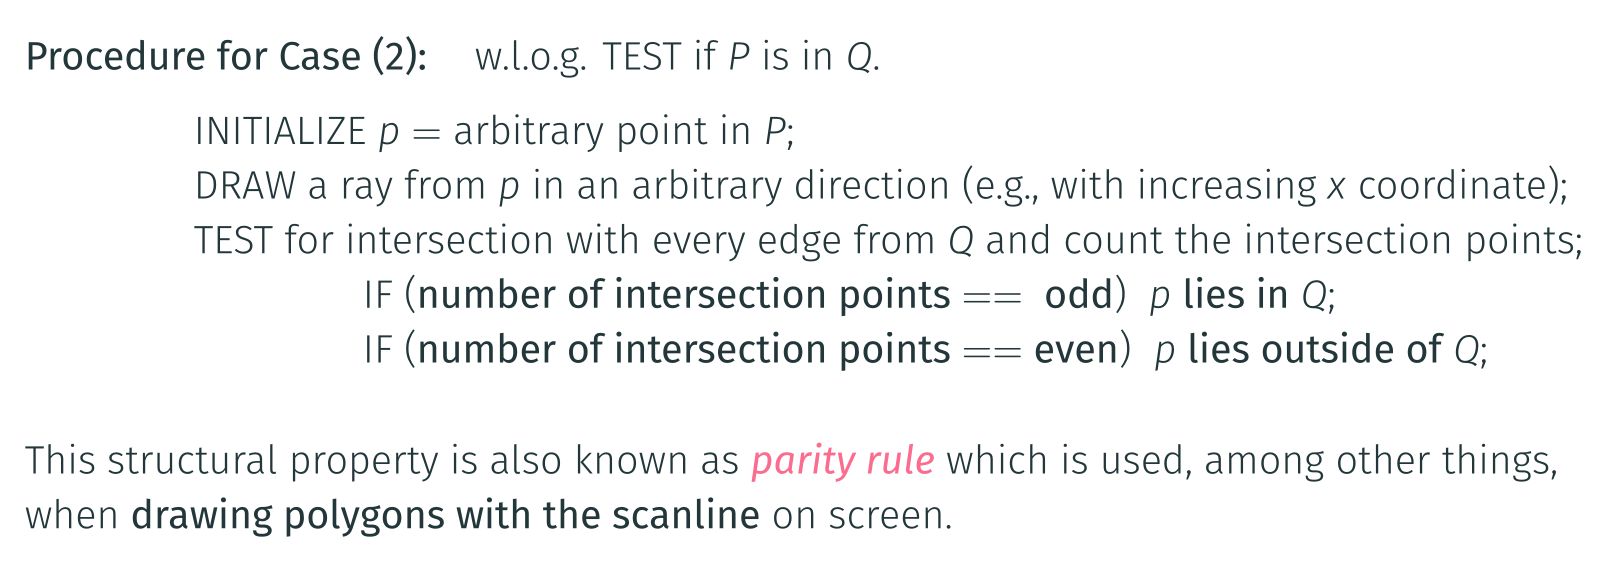 Procedure for Case (2): w.l.o.g. TEST if P is in Q.
INITIALIZE p = arbitrary point in P;
DRAW a ray from p in an arbitrary direction (e.g., with increasing x coordinate);
TEST for intersection with every edge from Q and count the intersection points;
IF (number of intersection points == odd) p lies in Q;
IF (number of intersection points == even) p lies outside of Q;
This structural property is also known as parity rule which is used, among other things,
when drawing polygons with the scanline on screen.